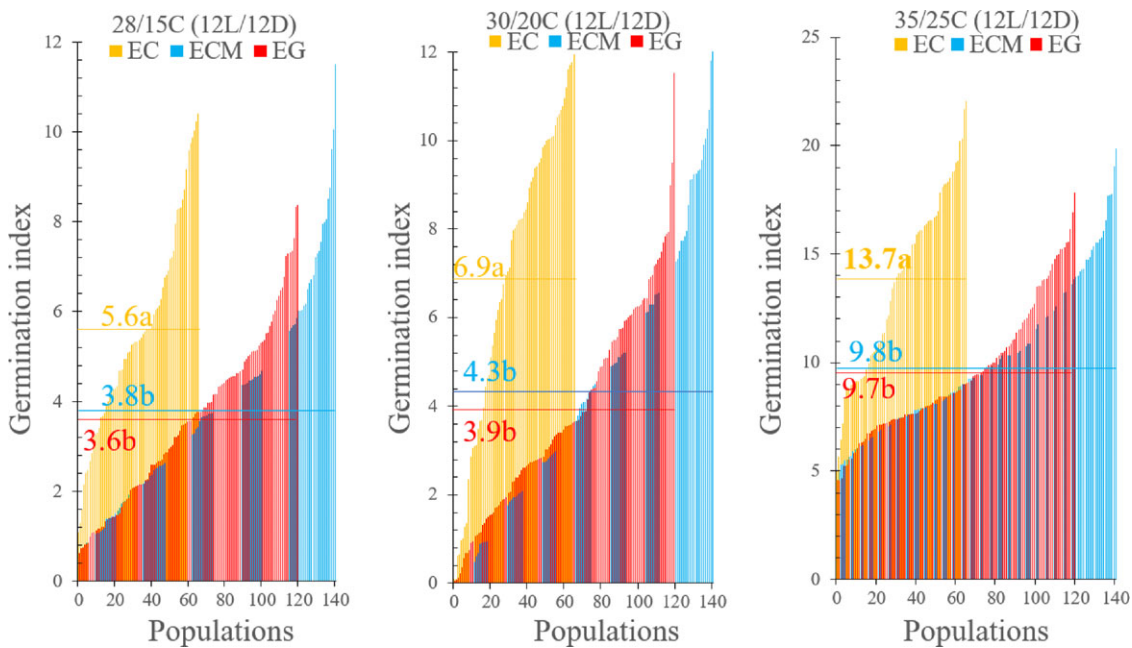 28/15C (12L/12D)
EC ECM EG
Germination index
12
10
8
6
4
2
0
5.6a
3.8b
3.6b
0 20 40 60 80 100 120 140
Populations
30/20C (12L/12D)
EC ECM EG
Germination index
12
10
8
6
4
2
0
6.9a
4.3b
3.9b
0 20 40 60 80 100 120 140
Populations
35/25C (12L/12D)
EC ECM EG
Germination index
25
20
15
10
5
0
13.7a
9.8b
9.7b
0 20 40 60 80 100 120 140
Populations